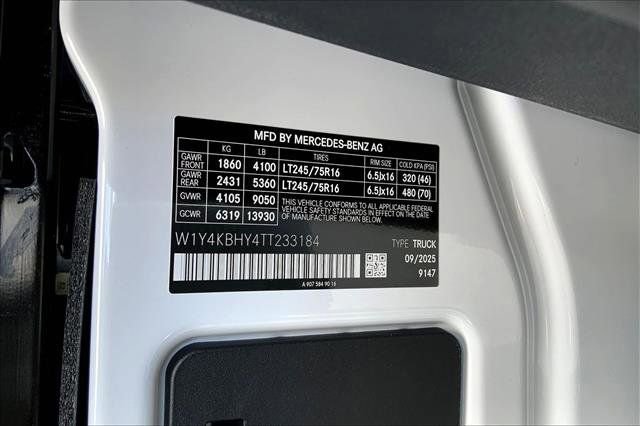 MFD BY MERCEDES-BENZ AG
KG LB TIRES RIM SIZE COLD KPA (PSI)
GAWR FRONT 1860 4100 LT245/75R16 6.5Jx16 320 (46)
GAWR REAR 2431 5360 LT245/75R16 6.5Jx16 480 (70)
GVWR 4105 9050 THIS VEHICLE CONFORMS TO ALL APPLICABLE FEDERAL MOTOR
GCWR 6319 13930 VEHICLE SAFETY STANDARDS IN EFFECT ON THE DATE OF
MANUFACTURE SHOWN ABOVE.
W1Y4KBHY4TT233184 TYPE TRUCK
09/2025
9147
A 907 584 90 16